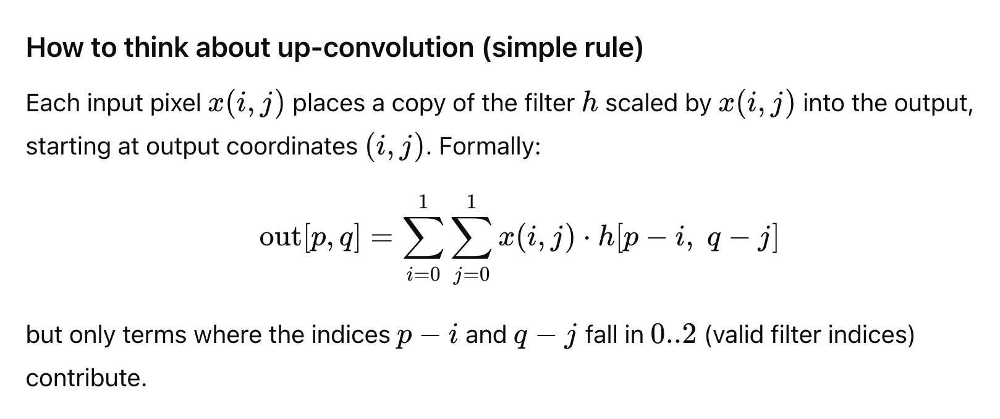 How to think about up-convolution (simple rule)
Each input pixel x(i, j) places a copy of the filter h scaled by x(i, j) into the output,
starting at output coordinates (i, j). Formally:
out[p, q] = \sum_{i=0}^{1} \sum_{j=0}^{1} x(i, j) · h[p − i, q − j]
but only terms where the indices p − i and q − j fall in 0..2 (valid filter indices)
contribute.